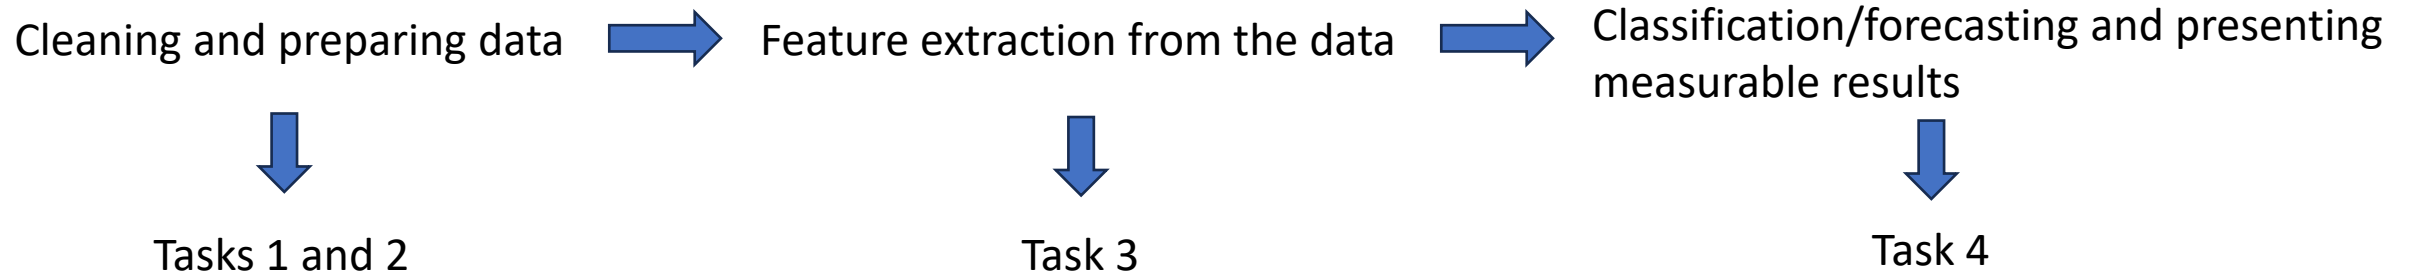 Cleaning and preparing data
Feature extraction from the data
Classification/forecasting and presenting
measurable results
Tasks 1 and 2
Task 3
Task 4